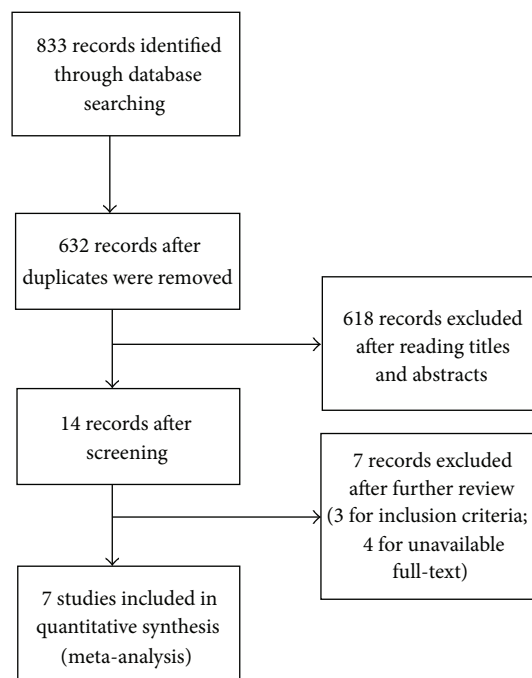 833 records identified
through database
searching
632 records after
duplicates were removed
618 records excluded
after reading titles
and abstracts
14 records after
screening
7 records excluded
after further review
(3 for inclusion criteria;
4 for unavailable
full-text)
7 studies included in
quantitative synthesis
(meta-analysis)